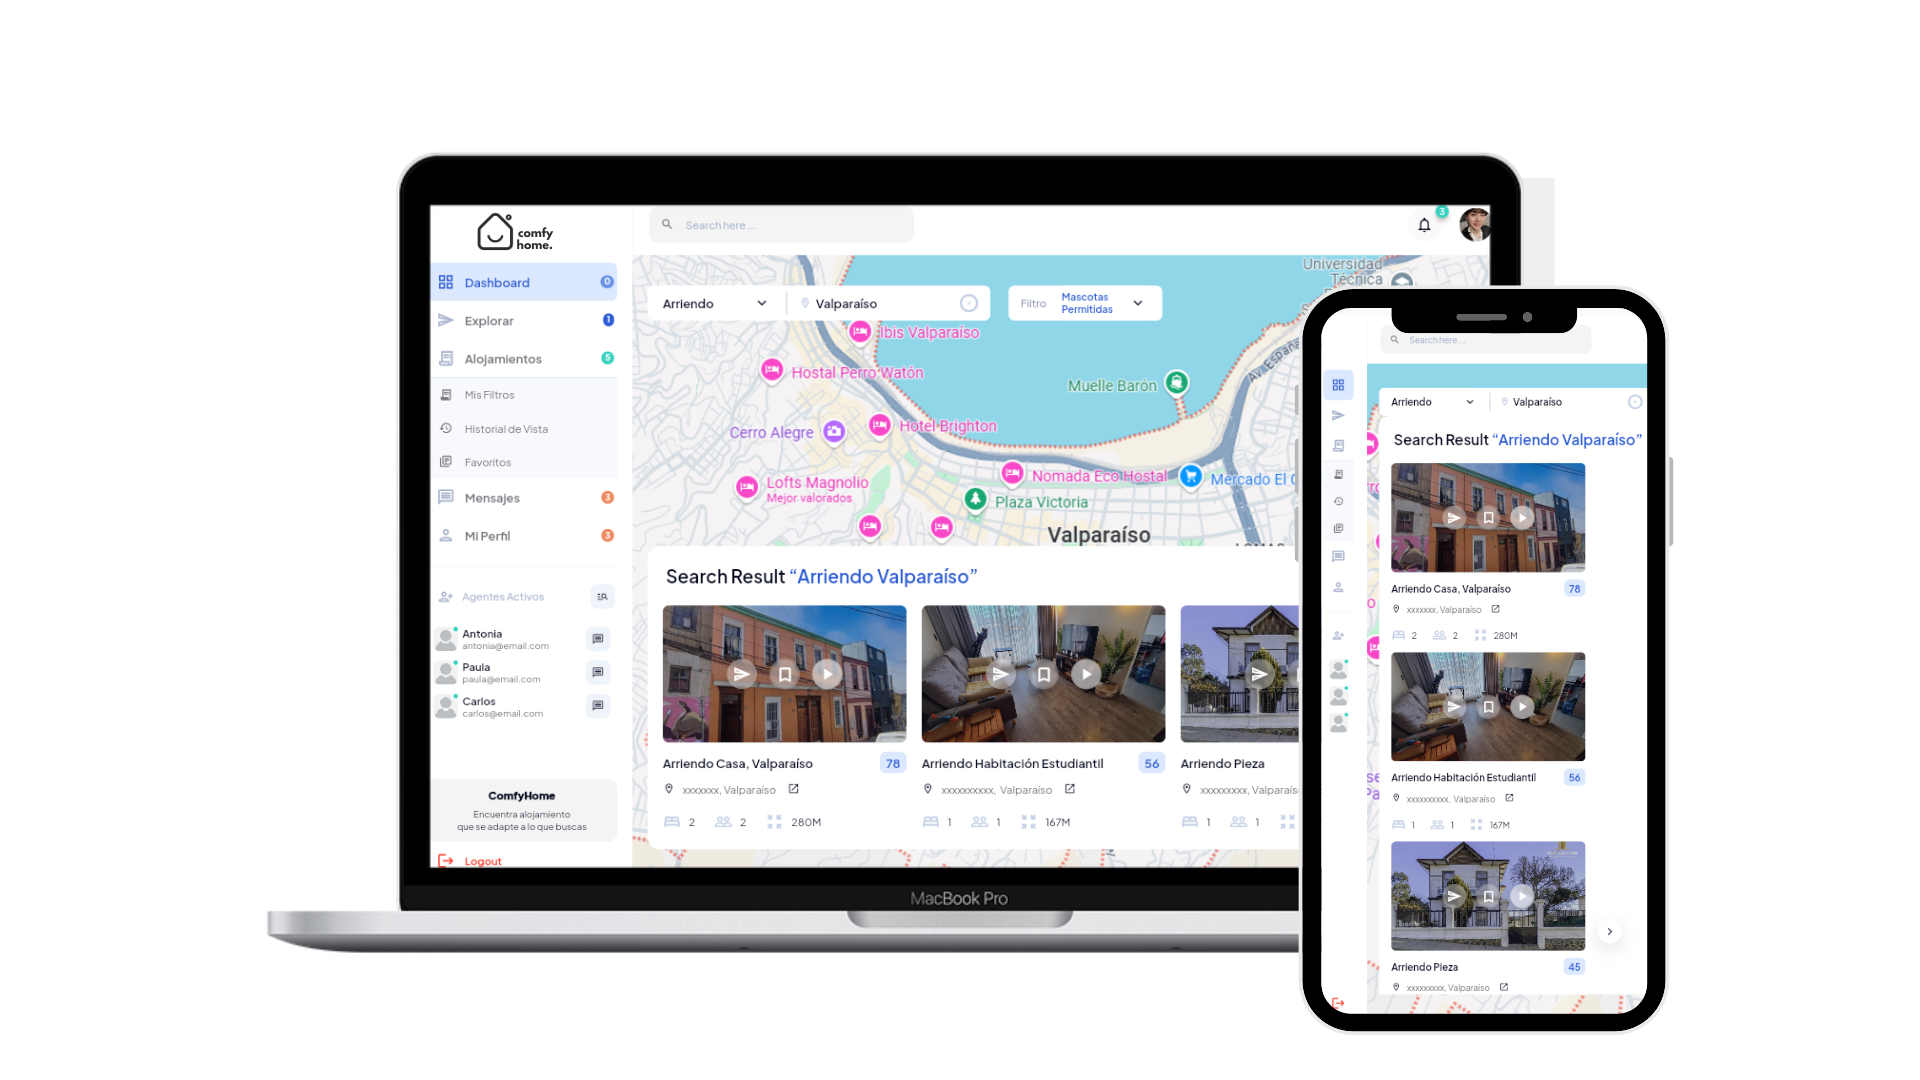 comfy
home.
Search here ...
3
Dashboard
0
Explorar
1
Alojamientos
5
Mis Filtros
Historial de Vista
Favoritos
Mensajes
3
Mi Perfil
3
Agentes Activos
Antonia
antonia@email.com
Paula
paula@email.com
Carlos
carlos@email.com
ComfyHome
Encuentra alojamiento
que se adapte a lo que buscas
Logout
Arriendo
Valparaíso
Filtro
Mascotas
Permitidas
Universidad
Técnica
Ibis Valparaíso
Hostal Perro Watón
Muelle Barón
Av. España
Cerro Alegre
Hotel Brighton
Nomada Eco Hostal
Mercado El
Lofts Magnolio
Mejor valorados
Plaza Victoria
Valparaíso
Search Result “Arriendo Valparaíso”
Arriendo Casa, Valparaíso
78
xxxxxxx, Valparaíso
2
2
280M
Arriendo Habitación Estudiantil
56
xxxxxxxxxx, Valparaíso
1
1
167M
Arriendo Pieza
xxxxxxxxx, Valparaís
1
1
MacBook Pro
Search here ...
Arriendo
Valparaíso
Search Result “Arriendo Valparaíso”
Arriendo Casa, Valparaíso
78
xxxxxxx, Valparaíso
2
2
280M
Arriendo Habitación Estudiantil
56
xxxxxxxxxx, Valparaíso
1
1
167M
Arriendo Pieza
45
xxxxxxxxx, Valparaíso